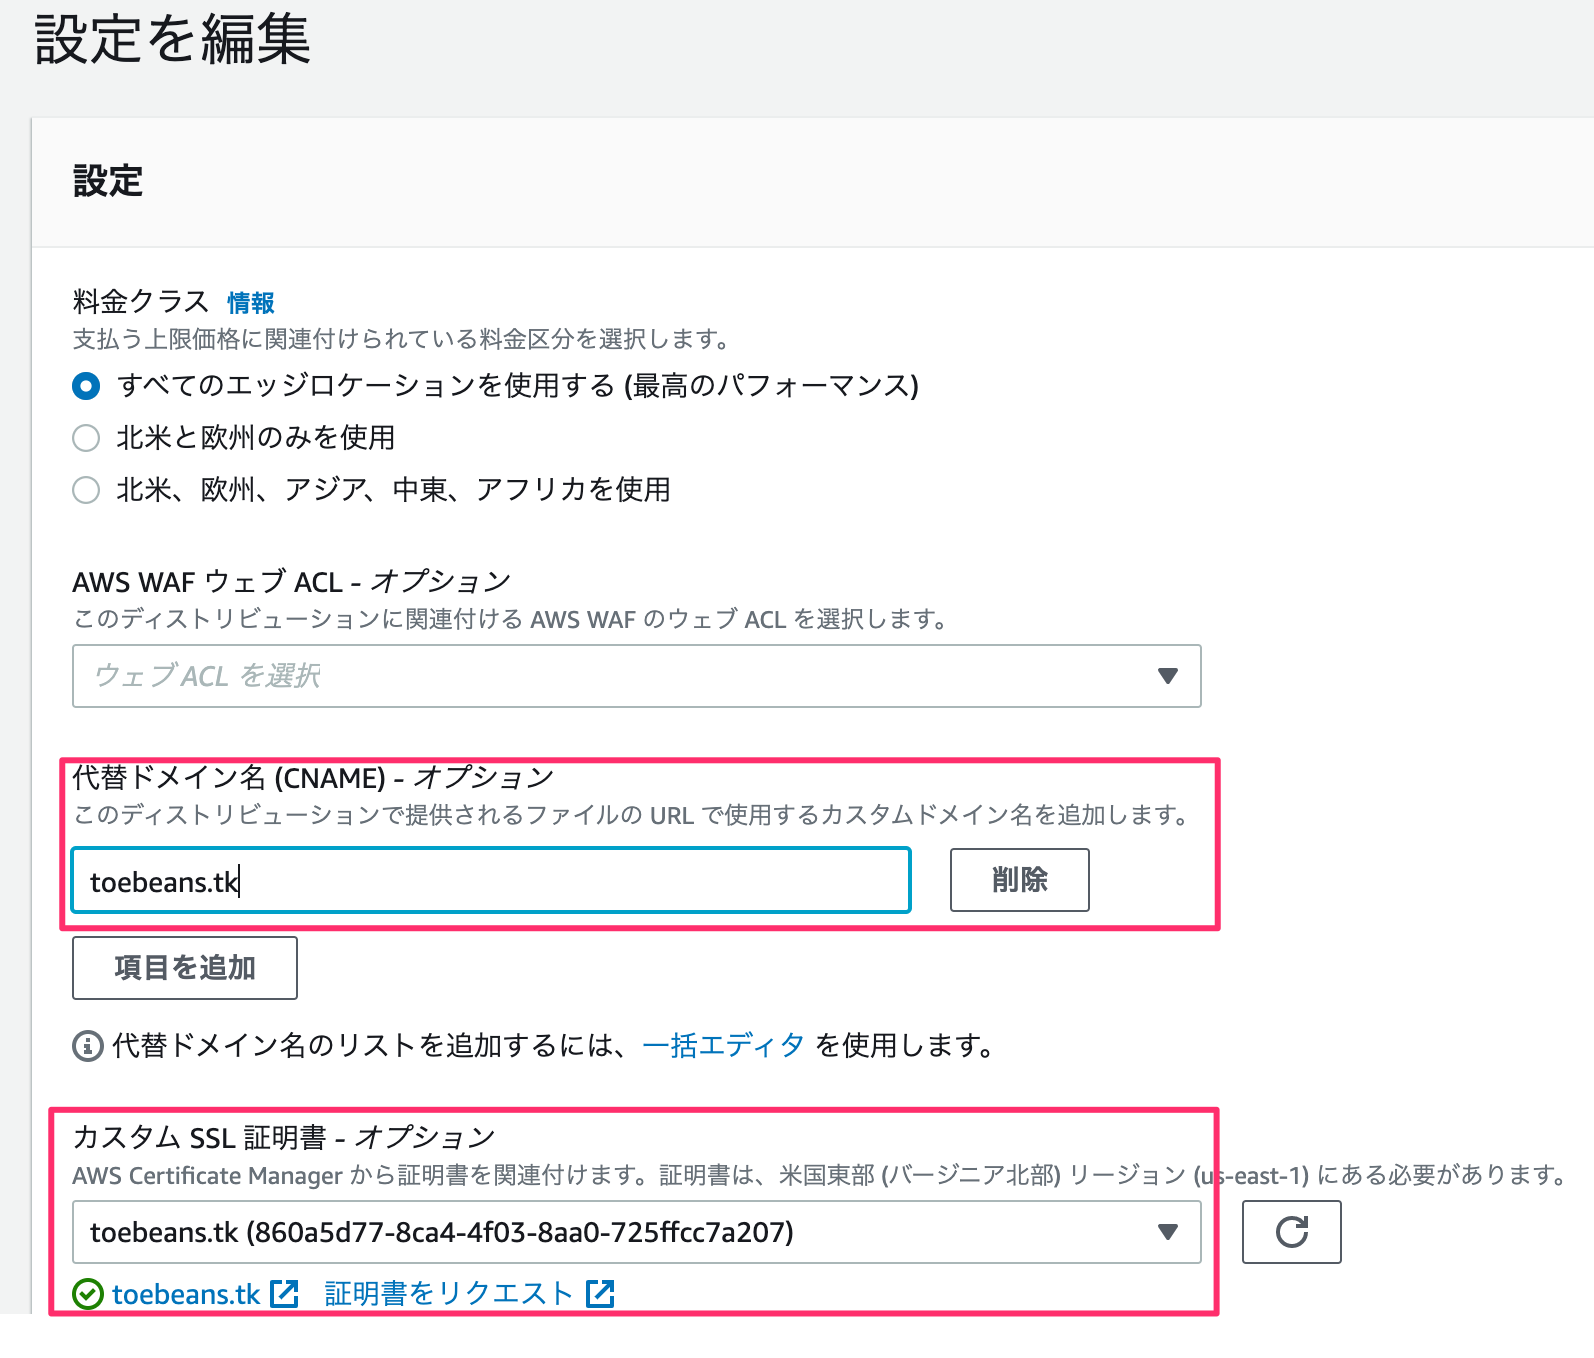 設定を編集
設定
料金クラス 情報
支払う上限価格に関連付けられている料金区分を選択します。
すべてのエッジロケーションを使用する (最高のパフォーマンス)
北米と欧州のみを使用
北米、欧州、アジア、中東、アフリカを使用
AWS WAF ウェブ ACL - オプション
このディストリビューションに関連付ける AWS WAF のウェブ ACL を選択します。
ウェブ ACL を選択
代替ドメイン名 (CNAME) - オプション
このディストリビューションで提供されるファイルの URL で使用するカスタムドメイン名を追加します。
toebeans.tk 削除
項目を追加
代替ドメイン名のリストを追加するには、一括エディタ を使用します。
カスタム SSL 証明書 - オプション
AWS Certificate Manager から証明書を関連付けます。証明書は、米国東部 (バージニア北部) リージョン (us-east-1) にある必要があります。
toebeans.tk (860a5d77-8ca4-4f03-8aa0-725ffcc7a207)
toebeans.tk 証明書をリクエスト